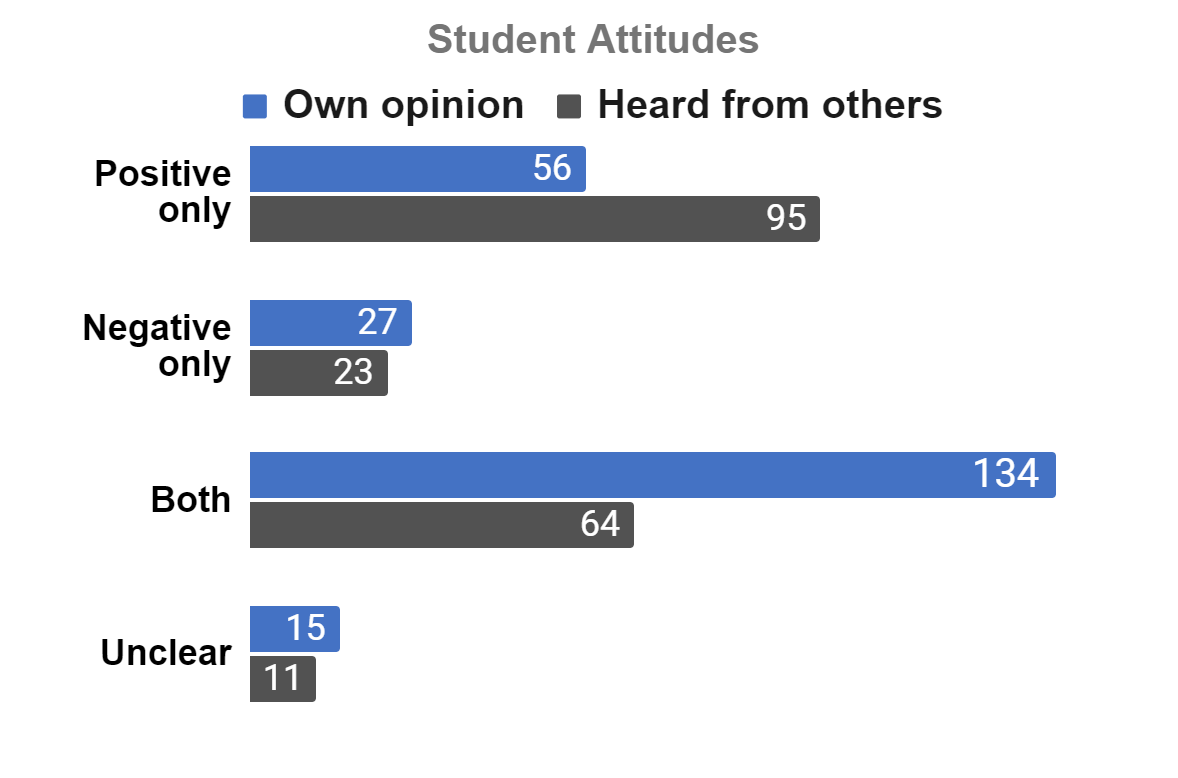 Student Attitudes
Own opinion Heard from others
Positive
only
56
95
Negative
only
27
23
Both
134
64
Unclear
15
11